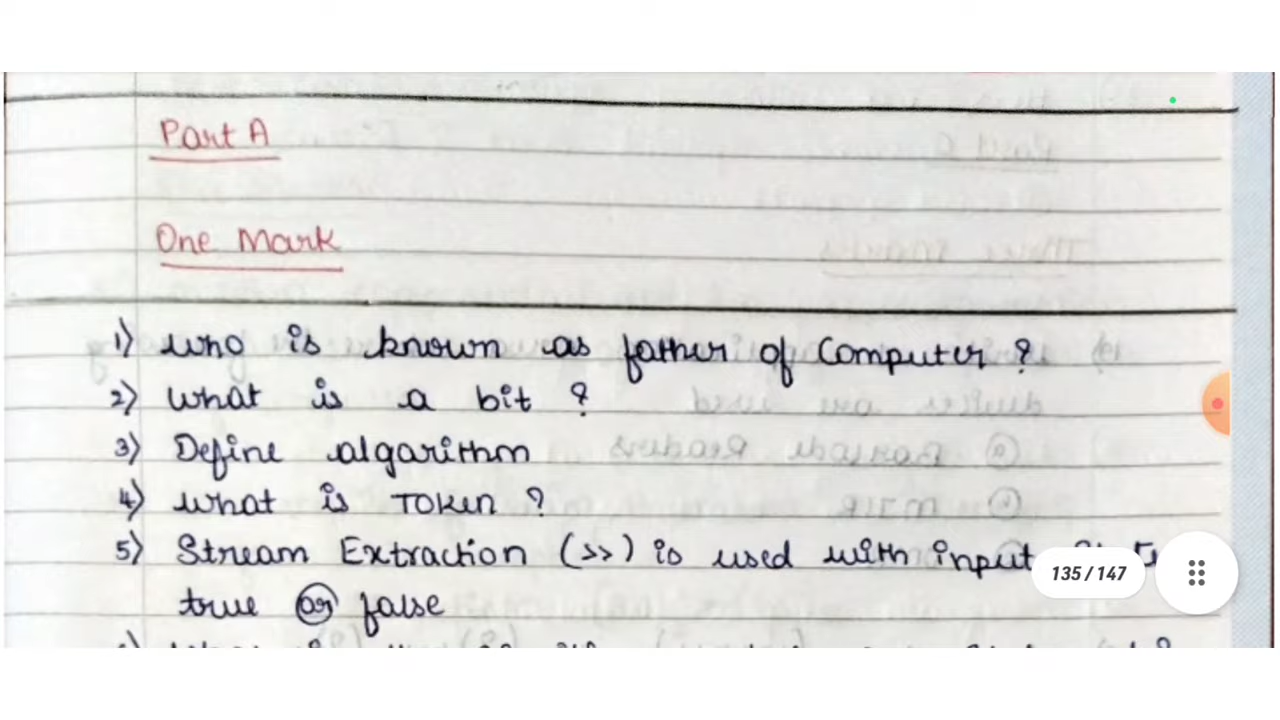 Part A
One Mark
1) who is known as father of Computer ?
2) What is a bit ?
3) Define algorithm
4) what is Token ?
5) Stream Extraction (>>) is used with input
true or false
135 / 147